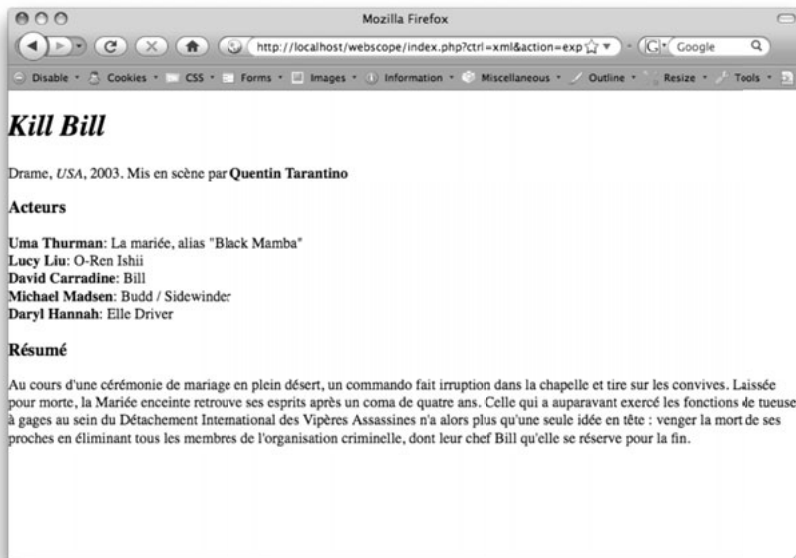 Mozilla Firefox
http://localhost/webscope/index.php?ctrl=xml&action=exp
G Google
Disable Cookies CSS Forms Images Information Miscellaneous Outline Resize Tools
Kill Bill
Drame, USA, 2003. Mis en scène par Quentin Tarantino
Acteurs
Uma Thurman: La mariée, alias "Black Mamba"
Lucy Liu: O-Ren Ishii
David Carradine: Bill
Michael Madsen: Budd / Sidewinder
Daryl Hannah: Elle Driver
Résumé
Au cours d'une cérémonie de mariage en plein désert, un commando fait irruption dans la chapelle et tire sur les convives. Laissée
pour morte, la Mariée enceinte retrouve ses esprits après un coma de quatre ans. Celle qui a auparavant exercé les fonctions de tueuse
à gages au sein du Détachement International des Vipères Assassines n'a alors plus qu'une seule idée en tête : venger la mort de ses
proches en éliminant tous les membres de l'organisation criminelle, dont leur chef Bill qu'elle se réserve pour la fin.